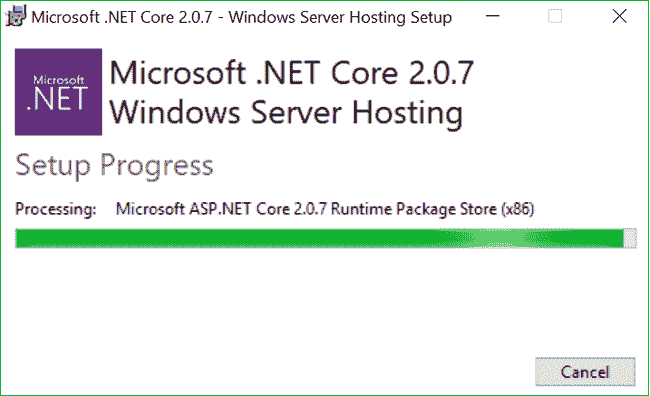 Microsoft .NET Core 2.0.7 - Windows Server Hosting Setup
Microsoft
.NET
Microsoft .NET Core 2.0.7
Windows Server Hosting
Setup Progress
Processing: Microsoft ASP.NET Core 2.0.7 Runtime Package Store (x86)
Cancel